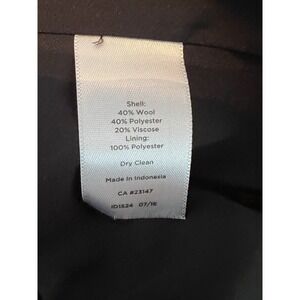 Shell:
40% Wool
40% Polyester
20% Viscose
Lining:
100% Polyester
Dry Clean
Made In Indonesia
CA #23147
ID1524 07/16